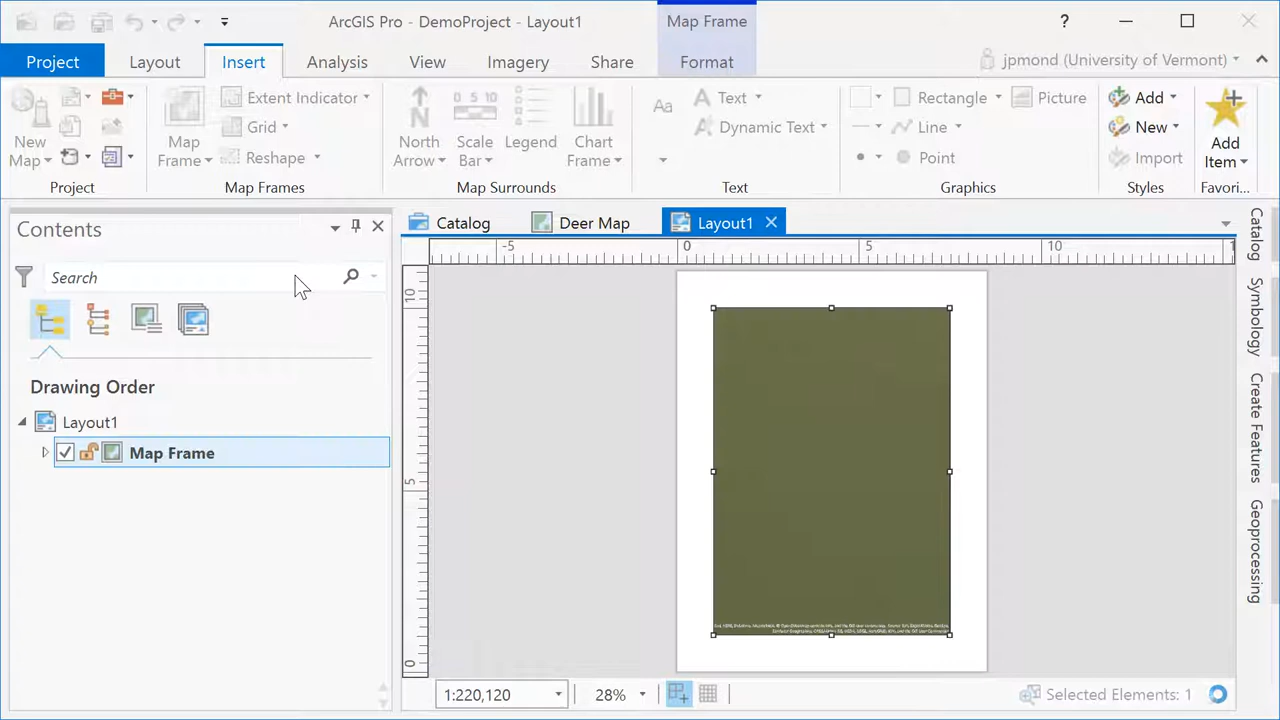 ArcGIS Pro - DemoProject - Layout1
Map Frame
?
Project
Layout
Insert
Analysis
View
Imagery
Share
Format
jpmond (University of Vermont)
New
Map
Project
Map
Frame
Extent Indicator
Grid
Reshape
Map Frames
North
Arrow
0 5 10
Scale
Bar
Legend
Chart
Frame
Map Surrounds
Aa
A Text
A Dynamic Text
Text
Rectangle
Picture
Line
Point
Graphics
Add
New
Import
Styles
Add
Item
Favori...
Contents
Search
Drawing Order
Layout1
Map Frame
Catalog
Deer Map
Layout1
-5
0
5
10
1
10
5
0
1:220,120
28%
Selected Elements: 1
Catalog
Symbology
Create Features
Geoprocessing